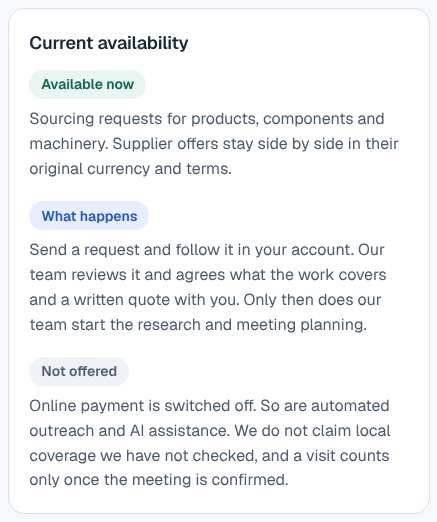 Current availability
Available now
Sourcing requests for products, components and
machinery. Supplier offers stay side by side in their
original currency and terms.
What happens
Send a request and follow it in your account. Our
team reviews it and agrees what the work covers
and a written quote with you. Only then does our
team start the research and meeting planning.
Not offered
Online payment is switched off. So are automated
outreach and AI assistance. We do not claim local
coverage we have not checked, and a visit counts
only once the meeting is confirmed.